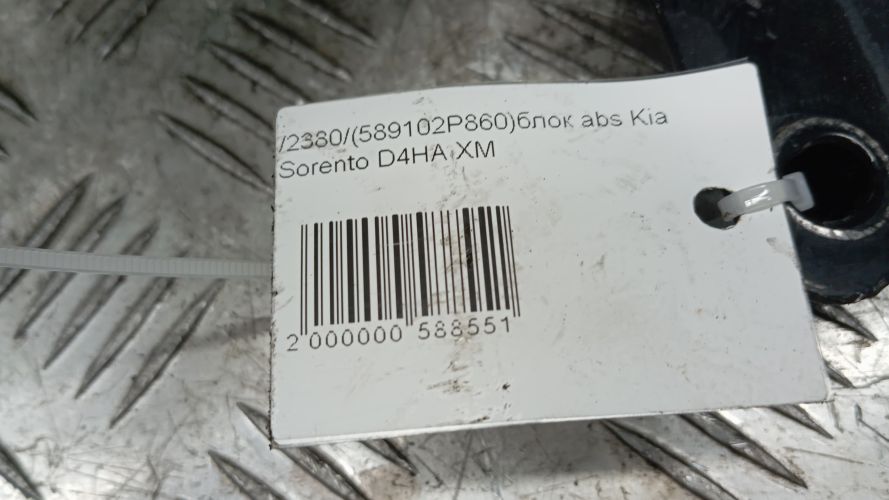 /2380/(589102P860)блок abs Kia
Sorento D4HA XM
2 000000 588551